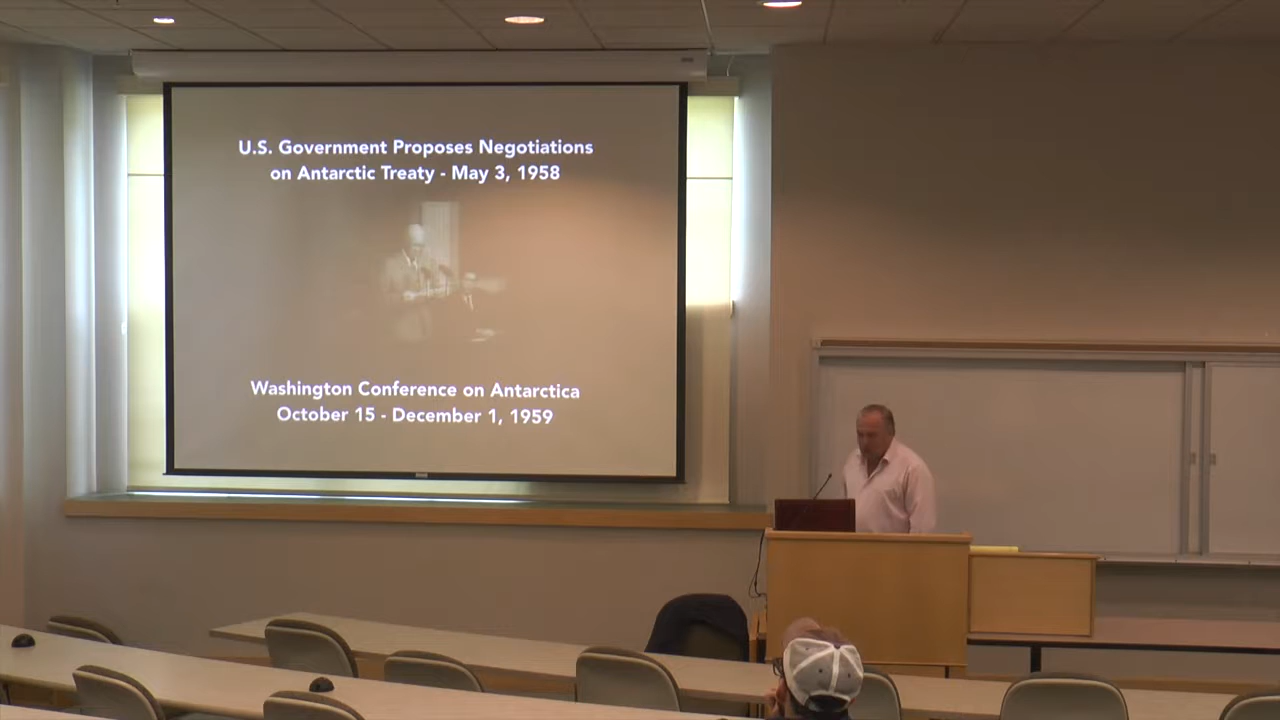 U.S. Government Proposes Negotiations
on Antarctic Treaty - May 3, 1958
Washington Conference on Antarctica
October 15 - December 1, 1959